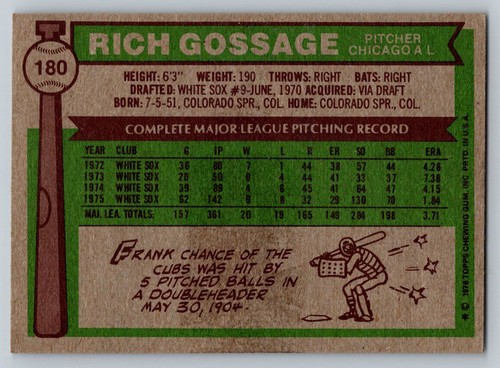 180
RICH GOSSAGE
PITCHER
CHICAGO A L
HEIGHT: 6'3" WEIGHT: 190 THROWS: RIGHT BATS: RIGHT
DRAFTED: WHITE SOX #9-JUNE, 1970 ACQUIRED: VIA DRAFT
BORN: 7-5-51, COLORADO SPR., COL. HOME: COLORADO SPR., COL.
COMPLETE MAJOR LEAGUE PITCHING RECORD
YEAR CLUB G IP W L R ER SO BB ERA
1972 WHITE SOX 36 80 7 1 44 38 57 44 4.28
1973 WHITE SOX 20 50 0 4 44 41 33 37 7.38
1974 WHITE SOX 39 89 4 6 45 41 64 47 4.15
1975 WHITE SOX 62 142 9 8 32 29 130 70 1.84
MAJ. LEA. TOTALS: 157 361 20 19 165 149 284 198 3.71
FRANK CHANCE OF THE
CUBS WAS HIT BY
5 PITCHED BALLS IN
A DOUBLEHEADER
MAY 30, 1904.
* © 1976 TOPPS CHEWING GUM, INC. PRTD. IN U.S.A.